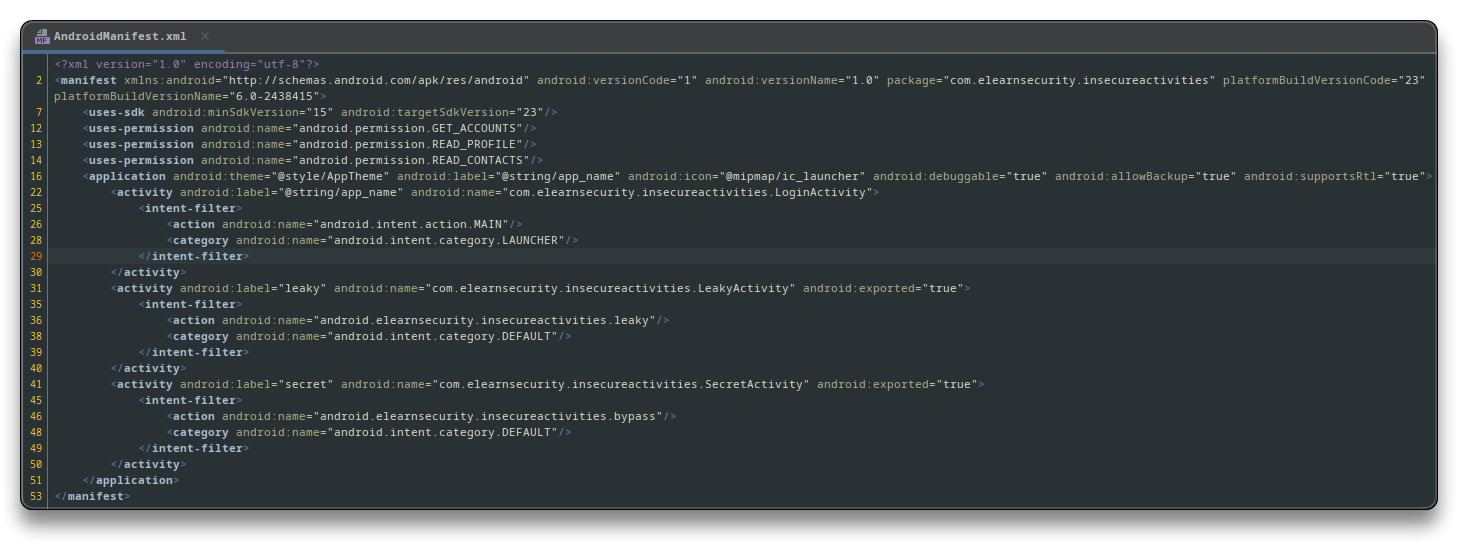 AndroidManifest.xml
<?xml version="1.0" encoding="utf-8"?>
2 <manifest xmlns:android="http://schemas.android.com/apk/res/android" android:versionCode="1" android:versionName="1.0" package="com.elearnsecurity.insecureactivities" platformBuildVersionCode="23"
platformBuildVersionName="6.0-2438415">
7 <uses-sdk android:minSdkVersion="15" android:targetSdkVersion="23"/>
12 <uses-permission android:name="android.permission.GET_ACCOUNTS"/>
13 <uses-permission android:name="android.permission.READ_PROFILE"/>
14 <uses-permission android:name="android.permission.READ_CONTACTS"/>
16 <application android:theme="@style/AppTheme" android:label="@string/app_name" android:icon="@mipmap/ic_launcher" android:debuggable="true" android:allowBackup="true" android:supportsRtl="true">
22 <activity android:label="@string/app_name" android:name="com.elearnsecurity.insecureactivities.LoginActivity">
25 <intent-filter>
26 <action android:name="android.intent.action.MAIN"/>
28 <category android:name="android.intent.category.LAUNCHER"/>
29 </intent-filter>
30 </activity>
31 <activity android:label="leaky" android:name="com.elearnsecurity.insecureactivities.LeakyActivity" android:exported="true">
35 <intent-filter>
36 <action android:name="android.elearnsecurity.insecureactivities.leaky"/>
38 <category android:name="android.intent.category.DEFAULT"/>
39 </intent-filter>
40 </activity>
41 <activity android:label="secret" android:name="com.elearnsecurity.insecureactivities.SecretActivity" android:exported="true">
45 <intent-filter>
46 <action android:name="android.elearnsecurity.insecureactivities.bypass"/>
48 <category android:name="android.intent.category.DEFAULT"/>
49 </intent-filter>
50 </activity>
51 </application>
53 </manifest>